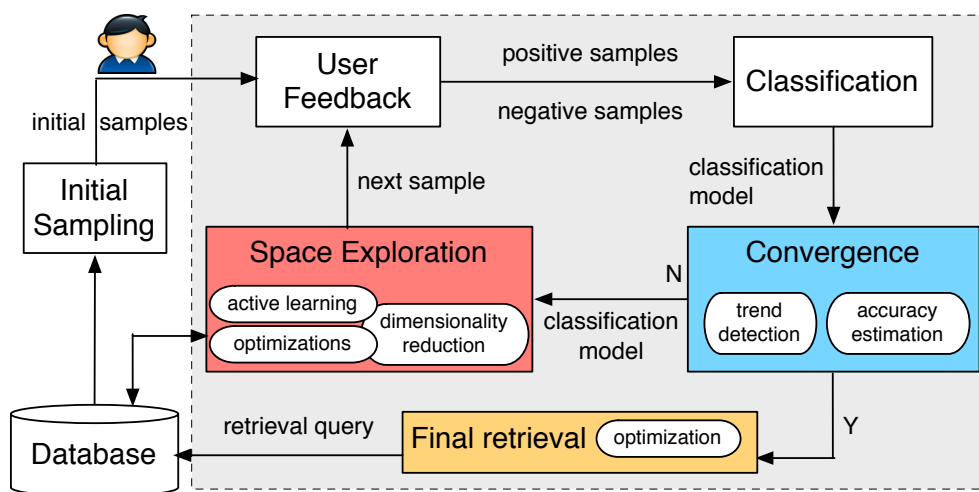 User
Feedback
positive samples
negative samples
Classification
initial samples
Initial
Sampling
next sample
classification
model
Space Exploration
active learning
optimizations
dimensionality
reduction
N
classification
model
Convergence
trend
detection
accuracy
estimation
Y
retrieval query
Final retrieval
optimization
Database